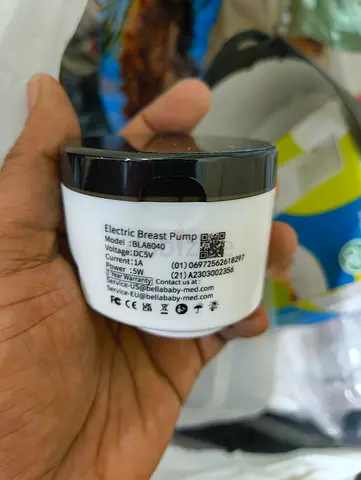 Electric Breast Pump
Model :BLA8040
Voltage:DC5V
Current:1A
Power :5W
1 Year Warranty Contact us at :
Service-US@bellababy-med.com
Service-EU@bellababy-med.com
(01) 06972562618297
(21) A2303002356